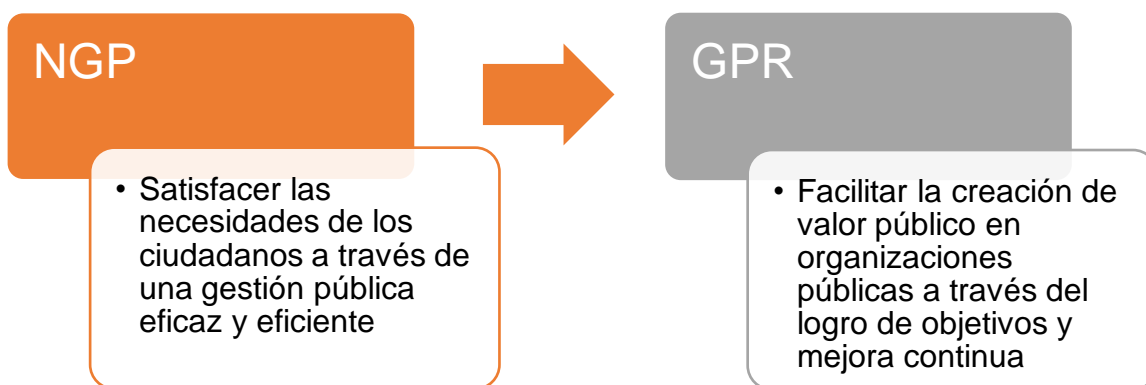 NGP
• Satisfacer las
necesidades de los
ciudadanos a través de
una gestión pública
eficaz y eficiente
GPR
• Facilitar la creación de
valor público en
organizaciones
públicas a través del
logro de objetivos y
mejora continua